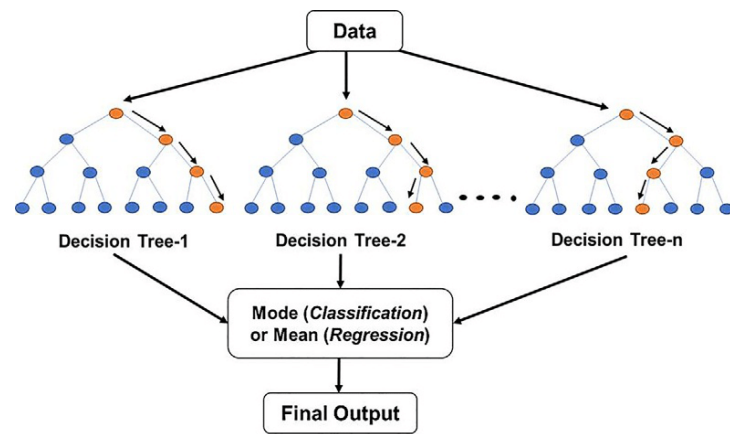 Data
Decision Tree-1
Decision Tree-2
Decision Tree-n
Mode (Classification)
or Mean (Regression)
Final Output